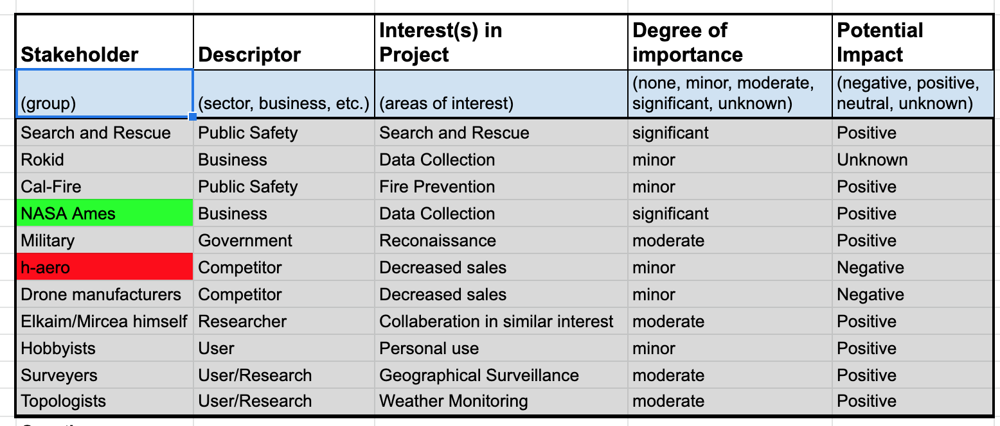 Stakeholder Descriptor Interest(s) in Project Degree of importance Potential Impact
(group) (sector, business, etc.) (areas of interest) (none, minor, moderate, significant, unknown) (negative, positive, neutral, unknown)
Search and Rescue Public Safety Search and Rescue significant Positive
Rokid Business Data Collection minor Unknown
Cal-Fire Public Safety Fire Prevention minor Positive
NASA Ames Business Data Collection significant Positive
Military Government Reconaissance moderate Positive
h-aero Competitor Decreased sales minor Negative
Drone manufacturers Competitor Decreased sales minor Negative
Elkaim/Mircea himself Researcher Collaberation in similar interest moderate Positive
Hobbyists User Personal use minor Positive
Surveyers User/Research Geographical Surveillance moderate Positive
Topologists User/Research Weather Monitoring moderate Positive